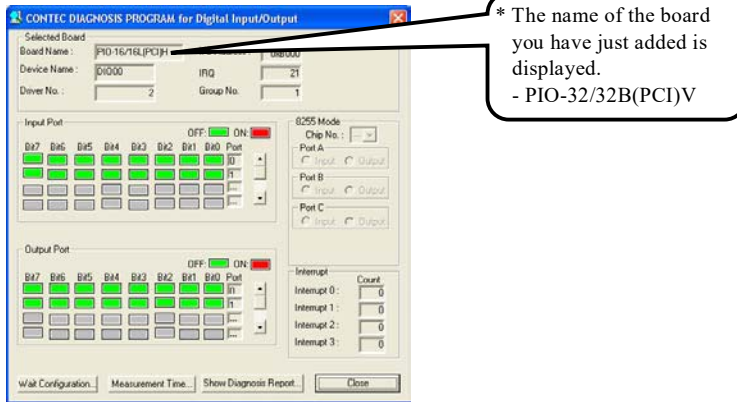 CONTEC DIAGNOSIS PROGRAM for Digital Input/Output
* The name of the board
you have just added is
displayed.
- PIO-32/32B(PCI)V
Selected Board
Board Name : PIO-16/16L(PCI)H
Device Name : DIO00 IRQ 21
Driver No. : 2 Group No. 1
Input Port
OFF: ON:
Bit7 Bit6 Bit5 Bit4 Bit3 Bit2 Bit1 Bit0 Port
0
1
---
---
8255 Mode
Chip No. : ---
Port A
Input Output
Port B
Input Output
Port C
Input Output
Output Port
OFF: ON:
Bit7 Bit6 Bit5 Bit4 Bit3 Bit2 Bit1 Bit0 Port
0
1
---
---
Interrupt
Count
Interrupt 0 : 0
Interrupt 1 : 0
Interrupt 2 : 0
Interrupt 3 : 0
Wait Configuration... Measurement Time... Show Diagnosis Report... Close